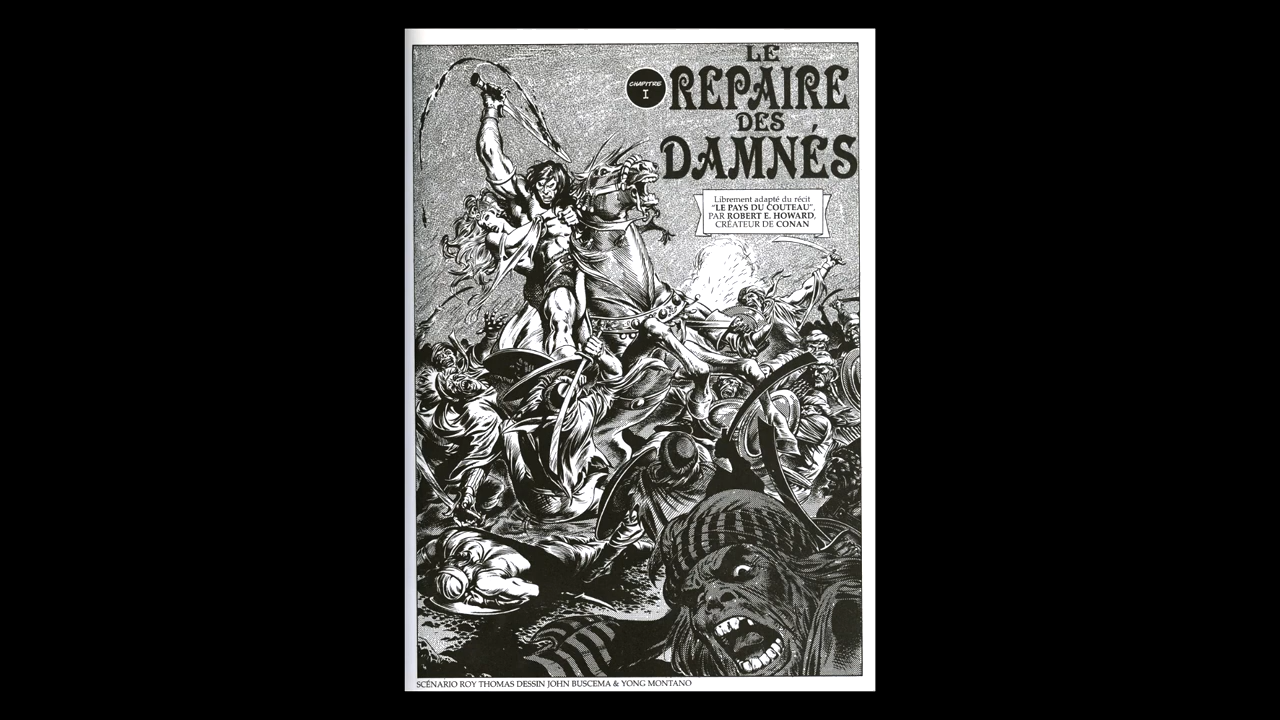 CHAPITRE
I
LE
REPAIRE
DES
DAMNÉS
Librement adapté du récit
"LE PAYS DU COUTEAU",
PAR ROBERT E. HOWARD,
CRÉATEUR DE CONAN
SCÉNARIO ROY THOMAS DESSIN JOHN BUSCEMA & YONG MONTANO